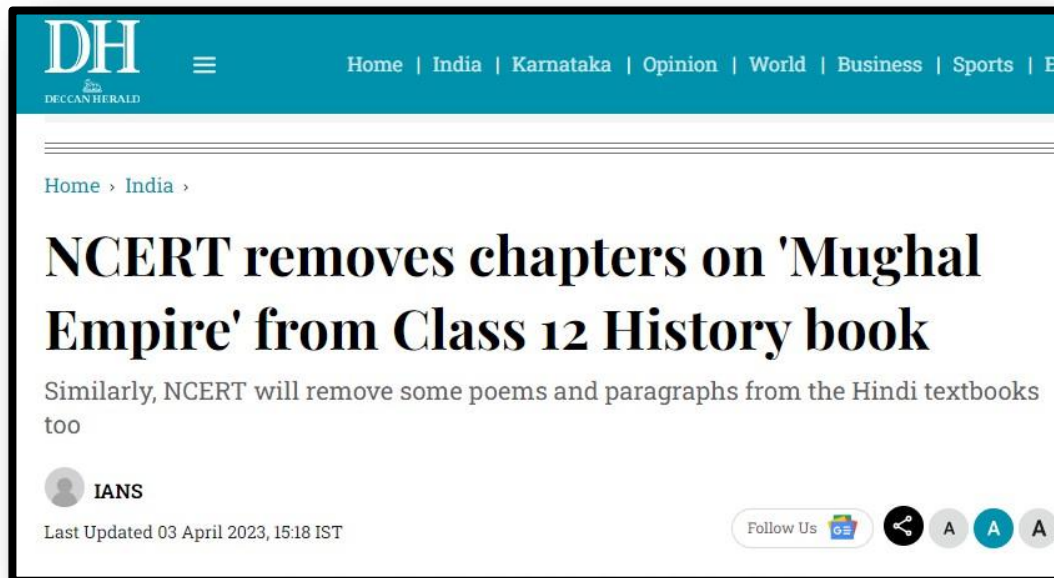 DH
DECCAN HERALD
Home | India | Karnataka | Opinion | World | Business | Sports |
Home › India ›
NCERT removes chapters on 'Mughal
Empire' from Class 12 History book
Similarly, NCERT will remove some poems and paragraphs from the Hindi textbooks
too
IANS
Last Updated 03 April 2023, 15:18 IST
Follow Us GE A A A